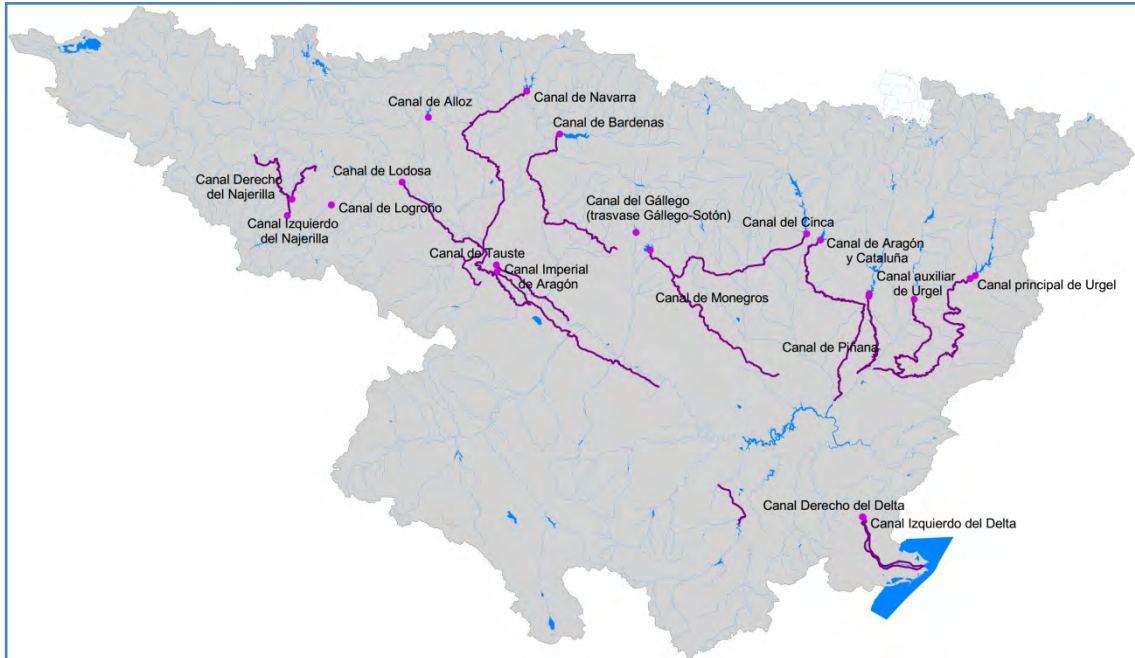 Canal de Alloz
Canal de Navarra
Canal de Bardenas
Canal de Lodosa
Canal Derecho
del Najerilla
Canal de Logroño
Canal Izquierdo
del Najerilla
Canal del Gállego
(trasvase Gállego-Sotón)
Canal del Cinca
Canal de Aragón
y Cataluña
Canal de Tauste
Canal Imperial
de Aragón
Canal auxiliar
de Urgel
Canal principal de Urgel
Canal de Monegros
Canal de Piñana
Canal Derecho del Delta
Canal Izquierdo del Delta